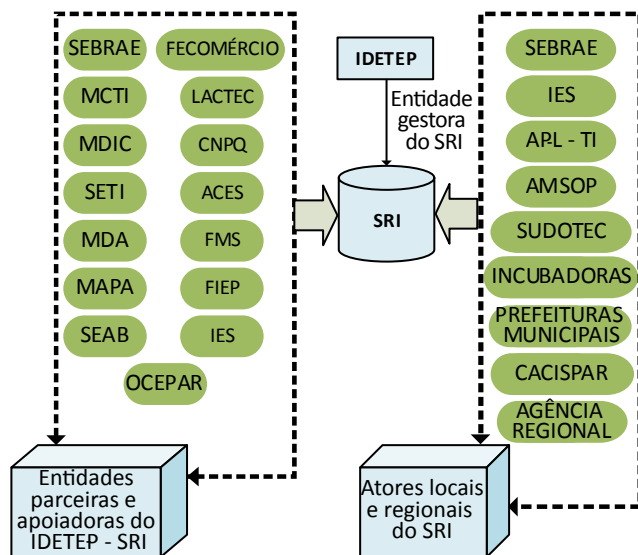 SEBRAE
FECOMÉRCIO
MCTI
LACTEC
MDIC
CNPQ
SETI
ACES
MDA
FMS
MAPA
FIEP
SEAB
IES
OCEPAR
Entidades
parceiras e
apoiadoras do
IDETEP - SRI
IDETEP
Entidade
gestora
do SRI
SRI
SEBRAE
IES
APL - TI
AMSOP
SUDOTEC
INCUBADORAS
PREFEITURAS
MUNICIPAIS
CACISPAR
AGÊNCIA
REGIONAL
Atores locais
e regionais
do SRI